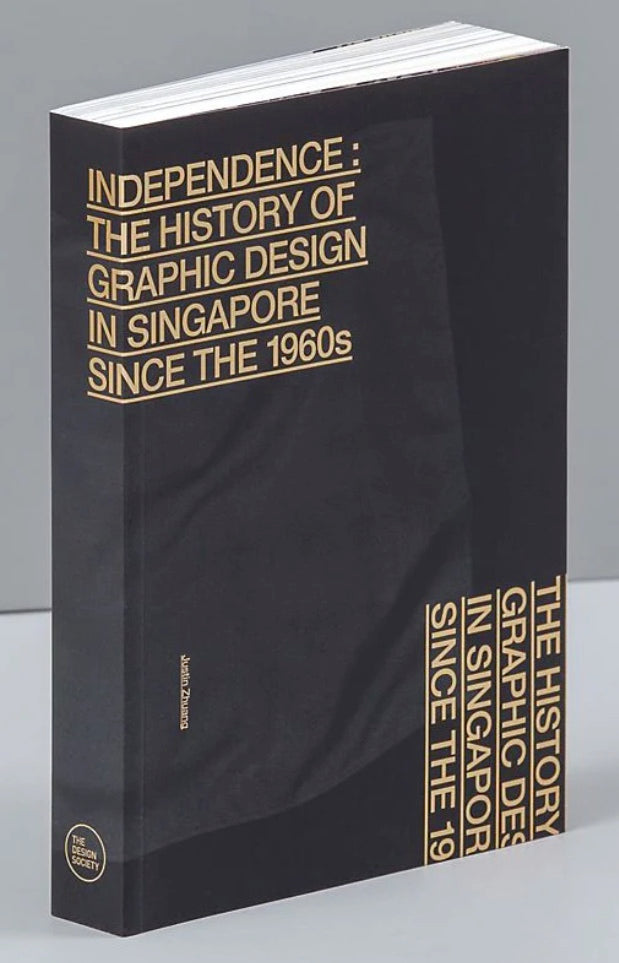 INDEPENDENCE :
THE HISTORY OF
GRAPHIC DESIGN
IN SINGAPORE
SINCE THE 1960s
Justin Zhuang
THE HISTORY
GRAPHIC DES
IN SINGAPOR
SINCE THE 19
THE
DESIGN
SOCIETY